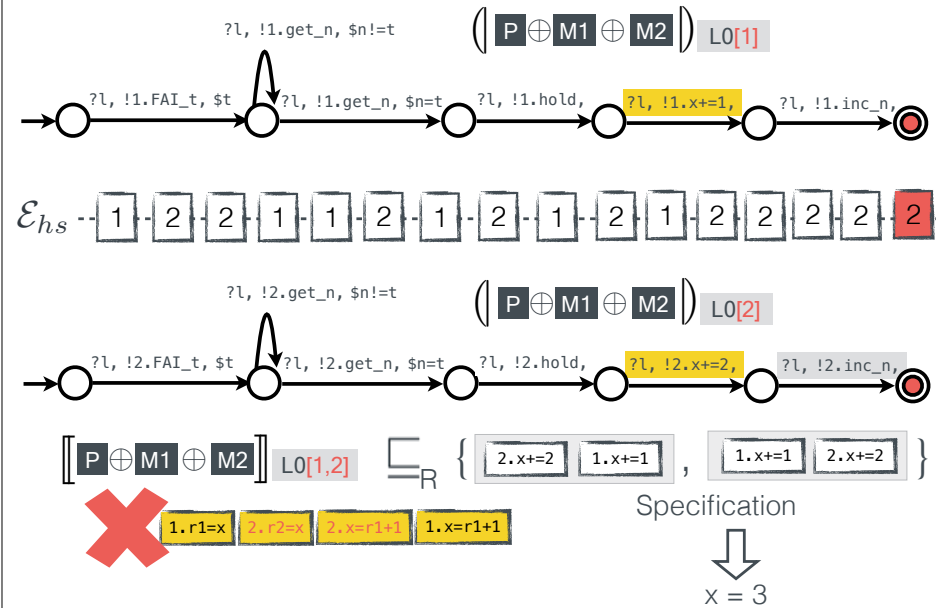 ?l, !1.get_n, $n!=t
(| P ⊕ M1 ⊕ M2 |) L0[1]
?l, !1.FAI_t, $t ?l, !1.get_n, $n=t ?l, !1.hold, ?l, !1.x+=1, ?l, !1.inc_n,
ℰhs 1 2 2 1 1 2 1 2 1 2 1 2 2 2 2 2
?l, !2.get_n, $n!=t
(| P ⊕ M1 ⊕ M2 |) L0[2]
?l, !2.FAI_t, $t ?l, !2.get_n, $n=t ?l, !2.hold, ?l, !2.x+=2, ?l, !2.inc_n,
⟦ P ⊕ M1 ⊕ M2 ⟧ L0[1,2] ⊑R { 2.x+=2 1.x+=1 , 1.x+=1 2.x+=2 }
Specification
1.r1=x 2.r2=x 2.x=r1+1 1.x=r1+1
x = 3